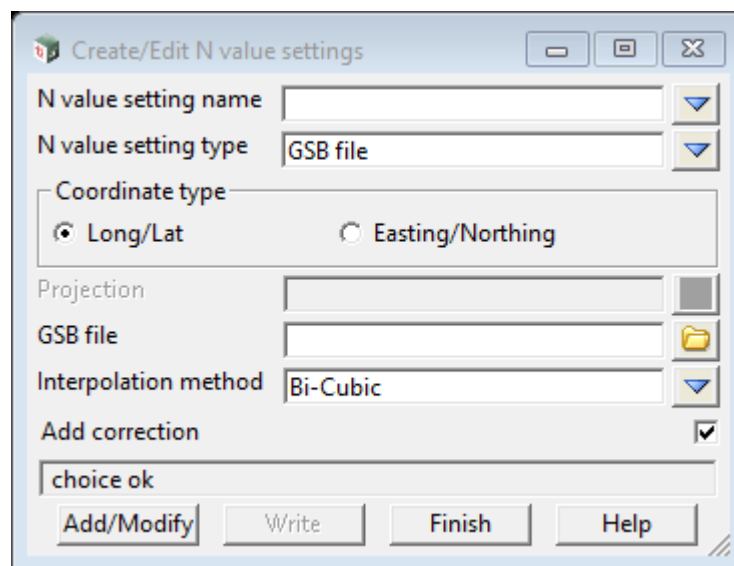 Create/Edit N value settings
N value setting name
N value setting type GSB file
Coordinate type
Long/Lat Easting/Northing
Projection
GSB file
Interpolation method Bi-Cubic
Add correction
choice ok
Add/Modify Write Finish Help